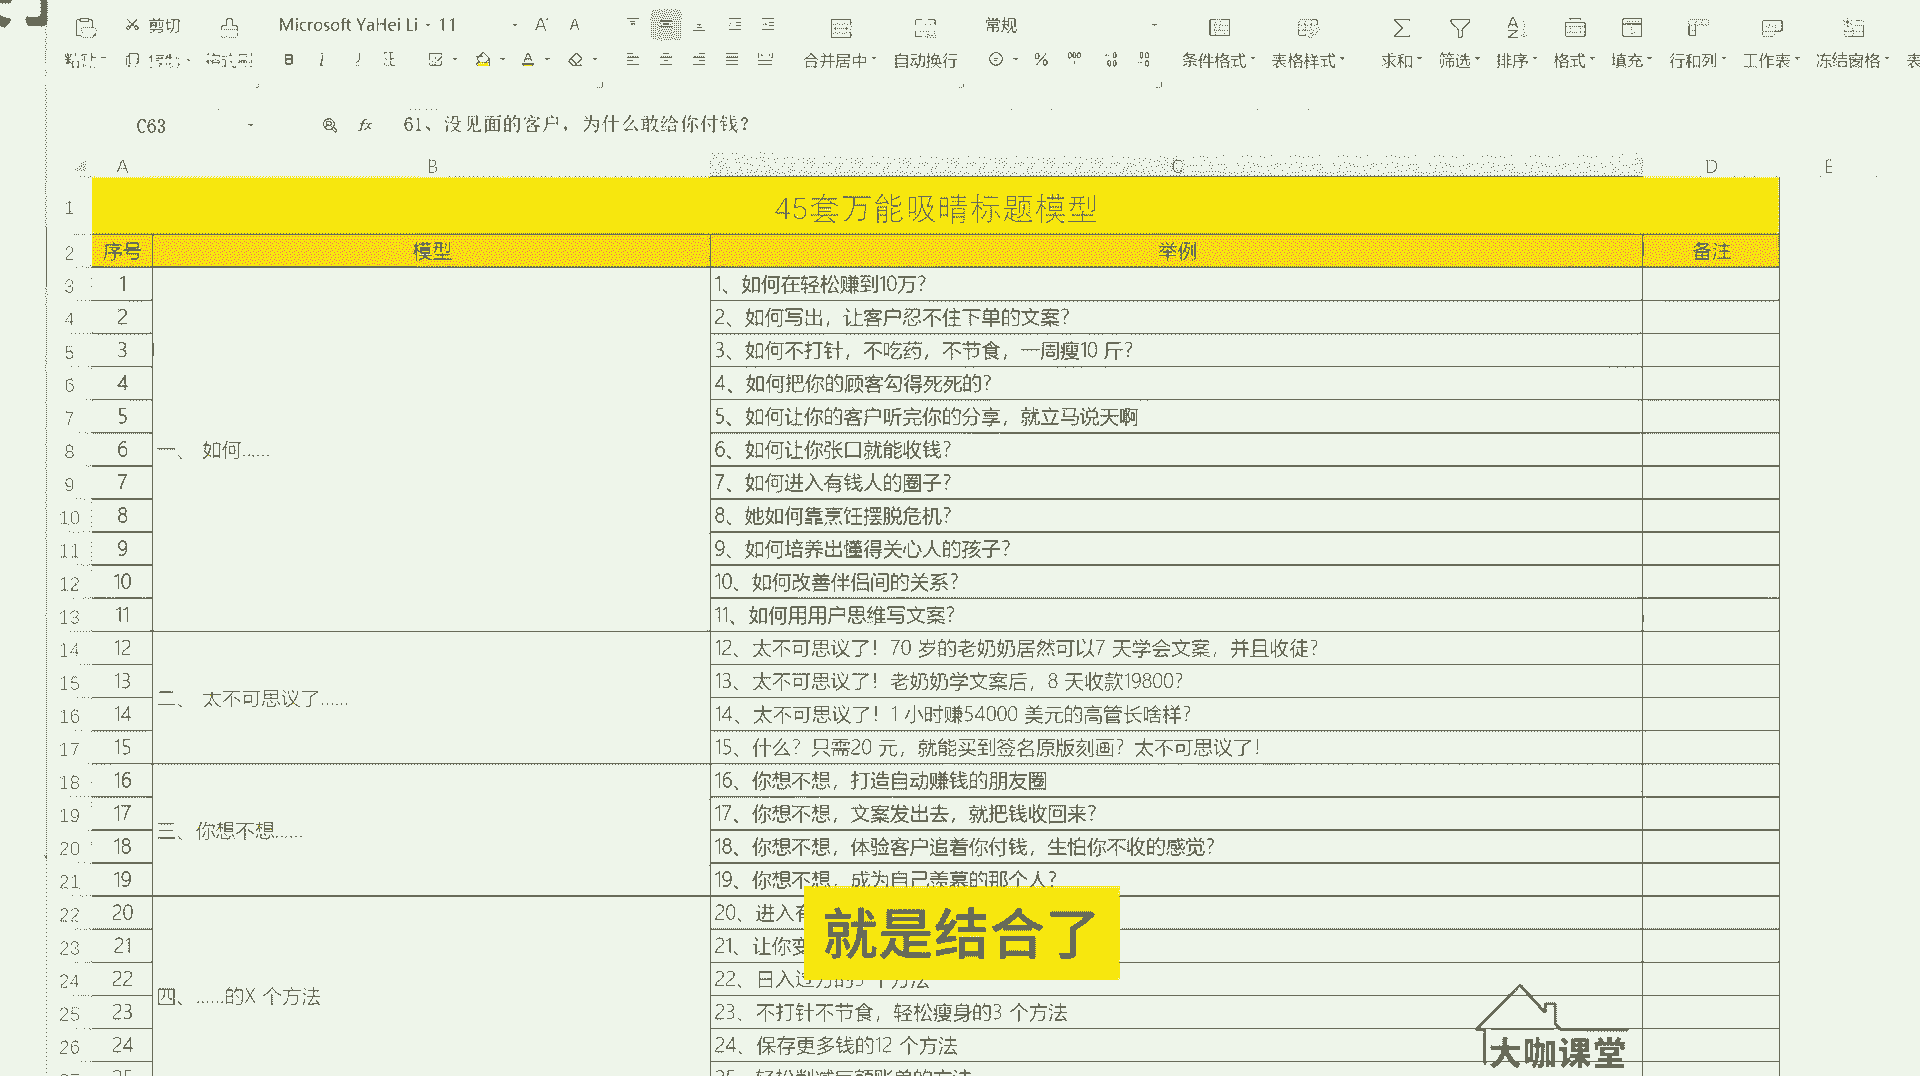 剪切
Microsoft YaHei Li 11
A A
常规
B I
A
合并居中 自动换行
% 000
条件格式 表格样式 求和 筛选 排序 格式 填充 行和列 工作表 冻结窗格
C63 fx 61、没见面的客户，为什么敢给你付钱?
A B C D E
1 45套万能吸睛标题模型
2 序号 模型 举例 备注
3 1 1、如何在轻松赚到10万?
4 2 2、如何写出，让客户忍不住下单的文案?
5 3 3、如何不打针，不吃药，不节食，一周瘦10 斤?
6 4 4、如何把你的顾客勾得死死的?
7 5 5、如何让你的客户听完你的分享，就立马说天啊
8 6 一、 如何…… 6、如何让你张口就能收钱?
9 7 7、如何进入有钱人的圈子?
10 8 8、她如何靠烹饪摆脱危机?
11 9 9、如何培养出懂得关心人的孩子?
12 10 10、如何改善伴侣间的关系?
13 11 11、如何用用户思维写文案?
14 12 12、太不可思议了！70 岁的老奶奶居然可以7 天学会文案，并且收徒?
15 13 二、 太不可思议了…… 13、太不可思议了！老奶奶学文案后，8 天收款19800?
16 14 14、太不可思议了！1 小时赚54000 美元的高管长啥样?
17 15 15、什么？只需20 元，就能买到签名原版刻画？太不可思议了！
18 16 16、你想不想，打造自动赚钱的朋友圈
19 17 三、你想不想…… 17、你想不想，文案发出去，就把钱收回来?
20 18 18、你想不想，体验客户追着你付钱，生怕你不收的感觉?
21 19 19、你想不想，成为自己羡慕的那个人?
22 20 20、进入
23 21 21、让你变
24 22 四、……的X 个方法 22、日入过万的 个方法
25 23 23、不打针不节食，轻松瘦身的3 个方法
26 24 24、保存更多钱的12 个方法
就是结合了
大咖课堂